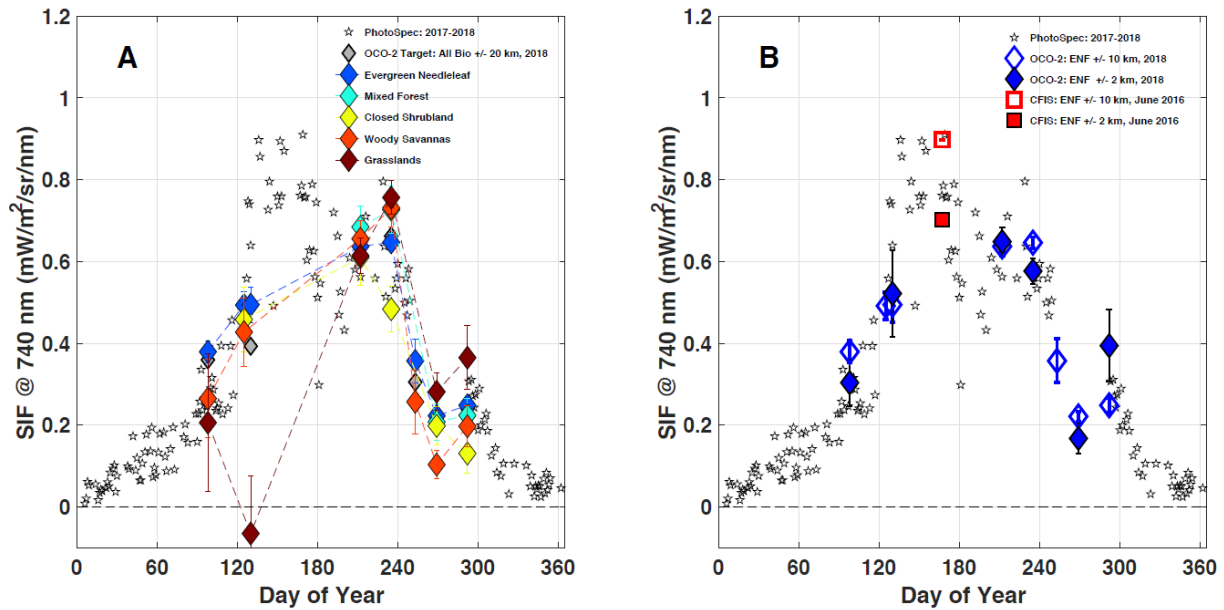 A
PhotoSpec: 2017-2018
OCO-2 Target: All Bio +/- 20 km, 2018
Evergreen Needleleaf
Mixed Forest
Closed Shrubland
Woody Savannas
Grasslands
SIF @ 740 nm (mW/m²/sr/nm)
1.2
1
0.8
0.6
0.4
0.2
0
0 60 120 180 240 300 360
Day of Year
B
PhotoSpec: 2017-2018
OCO-2: ENF +/- 10 km, 2018
OCO-2: ENF +/- 2 km, 2018
CFIS: ENF +/- 10 km, June 2016
CFIS: ENF +/- 2 km, June 2016
SIF @ 740 nm (mW/m²/sr/nm)
1.2
1
0.8
0.6
0.4
0.2
0
0 60 120 180 240 300 360
Day of Year